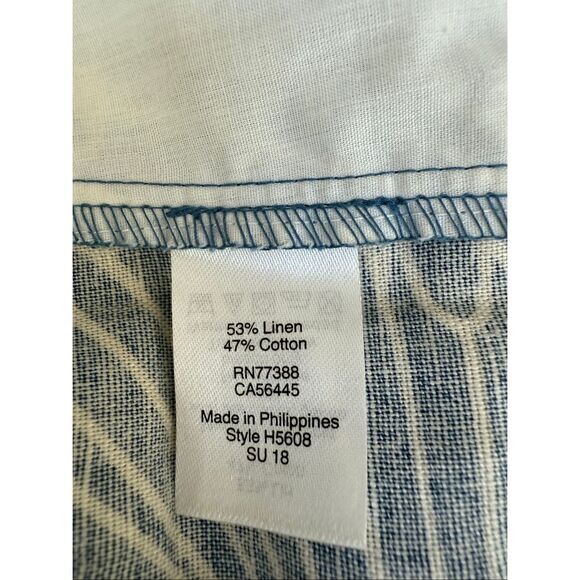 53% Linen
47% Cotton
RN77388
CA56445
Made in Philippines
Style H5608
SU 18